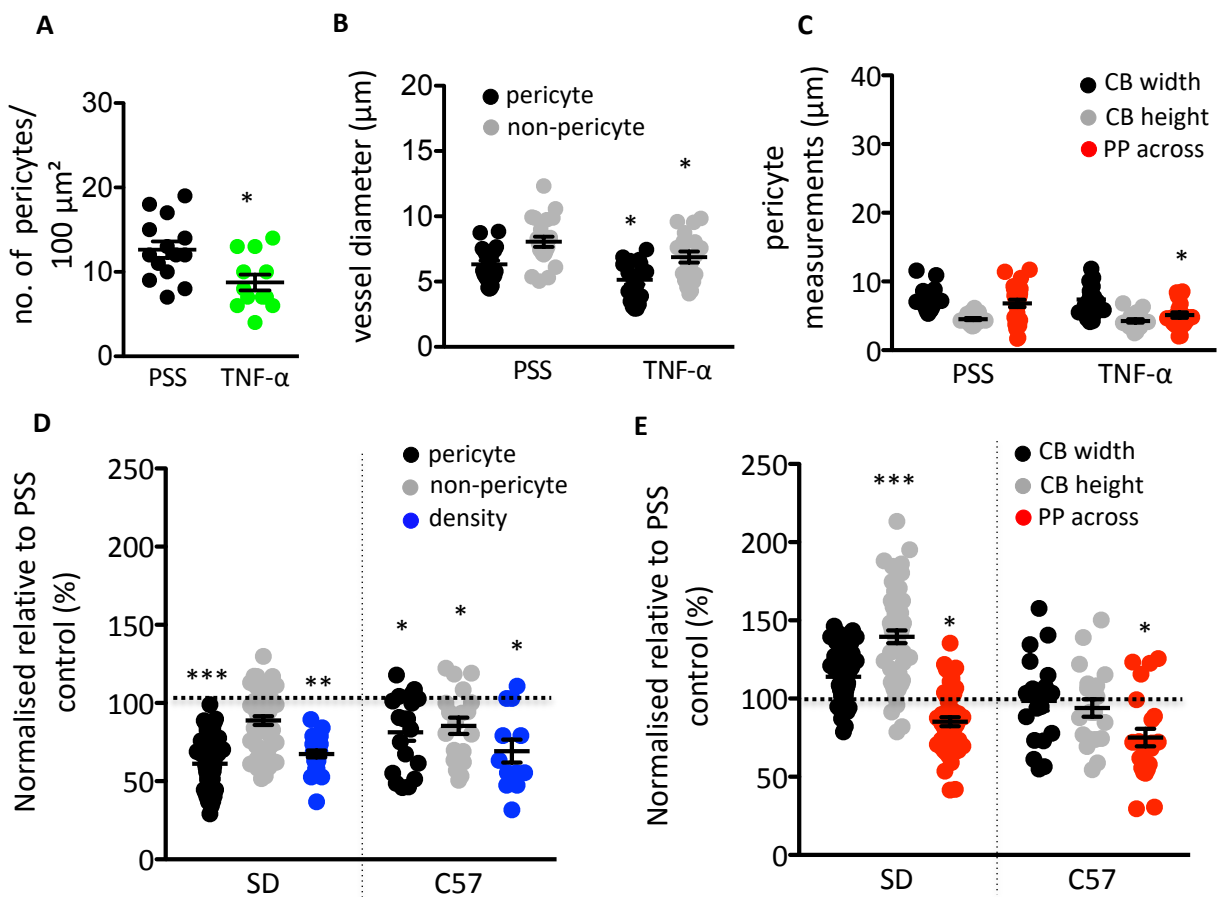 A
no. of pericytes/
100 µm²
30
20
10
0
*
PSS
TNF-α
B
vessel diameter (µm)
20
15
10
5
0
pericyte
non-pericyte
*
*
PSS
TNF-α
C
pericyte
measurements (µm)
40
30
20
10
0
CB width
CB height
PP across
*
PSS
TNF-α
D
Normalised relative to PSS
control (%)
250
200
150
100
50
0
pericyte
non-pericyte
density
***
**
*
*
*
SD
C57
E
Normalised relative to PSS
control (%)
250
200
150
100
50
0
CB width
CB height
PP across
***
*
*
SD
C57